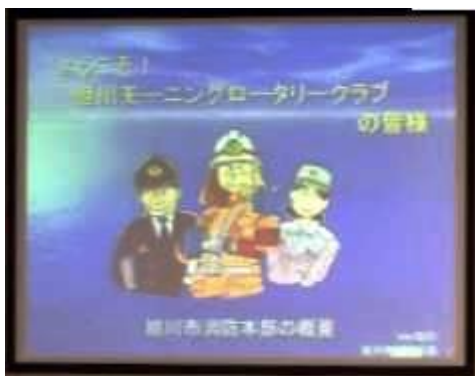 ようこそ！
旭川モーニングロータリークラブ
の皆様
旭川市消防本部の概要